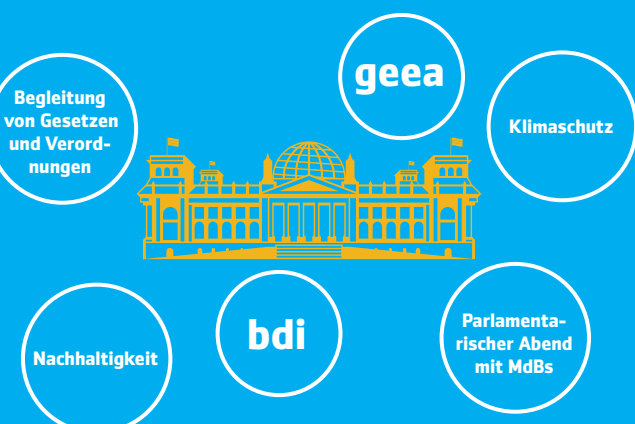 geea
Begleitung
von Gesetzen
und Verord-
nungen
Klimaschutz
Nachhaltigkeit
bdi
Parlamenta-
rischer Abend
mit MdBs